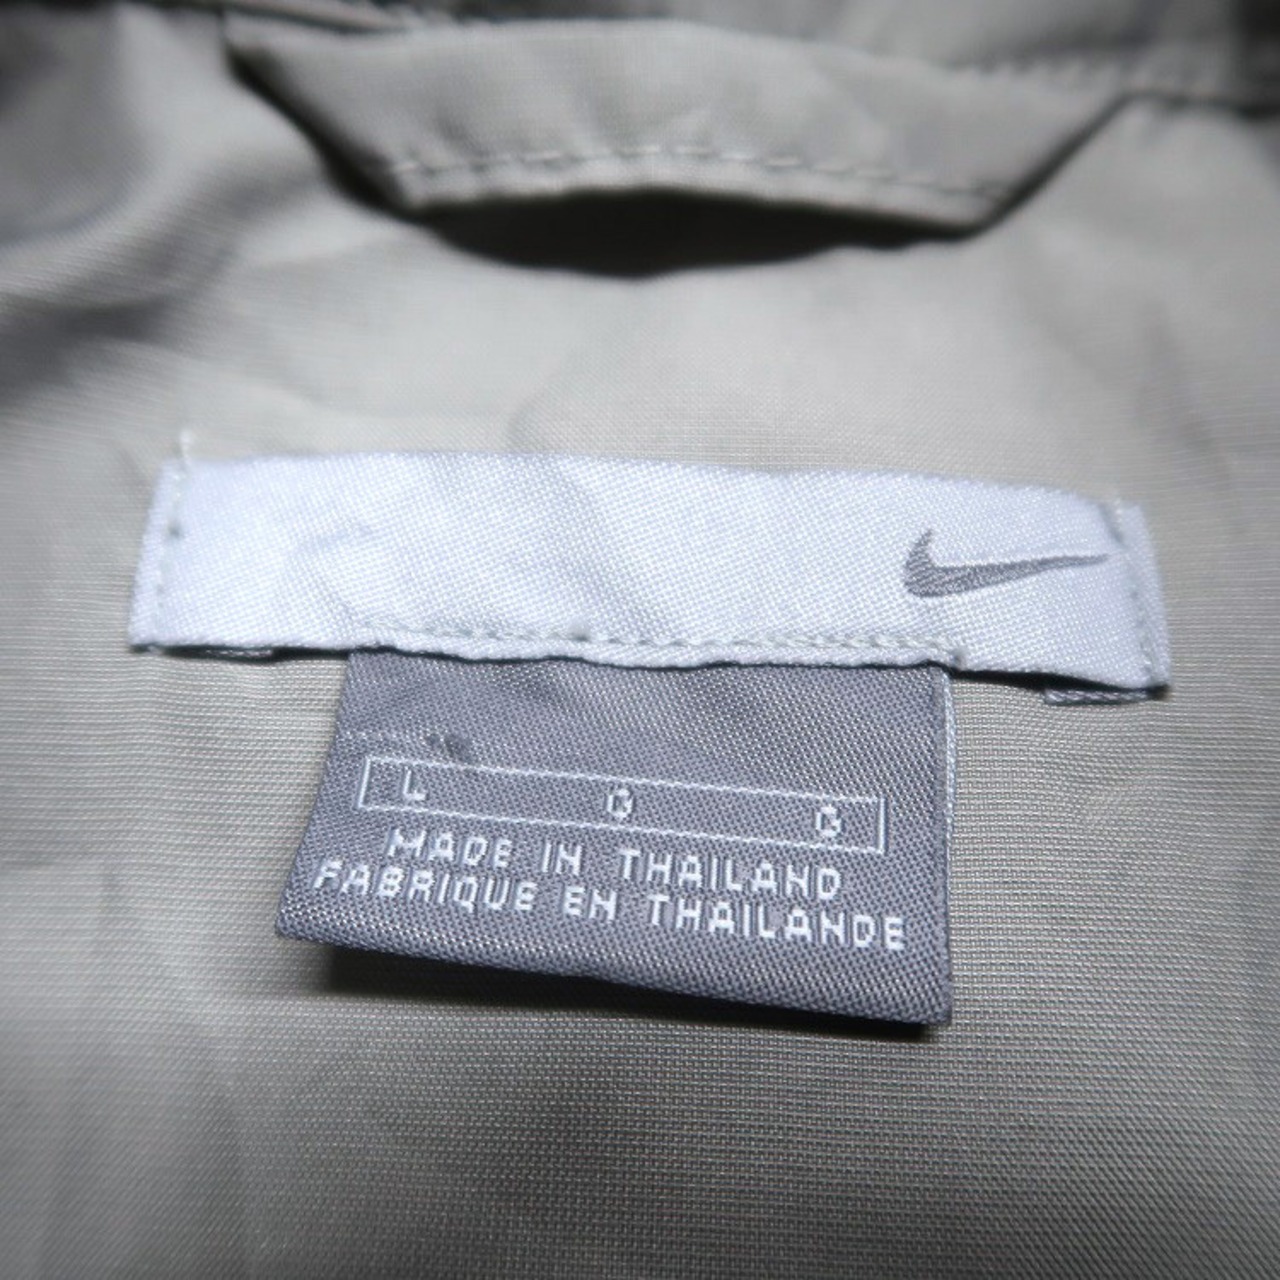 L G G
MADE IN THAILAND
FABRIQUE EN THAILANDE